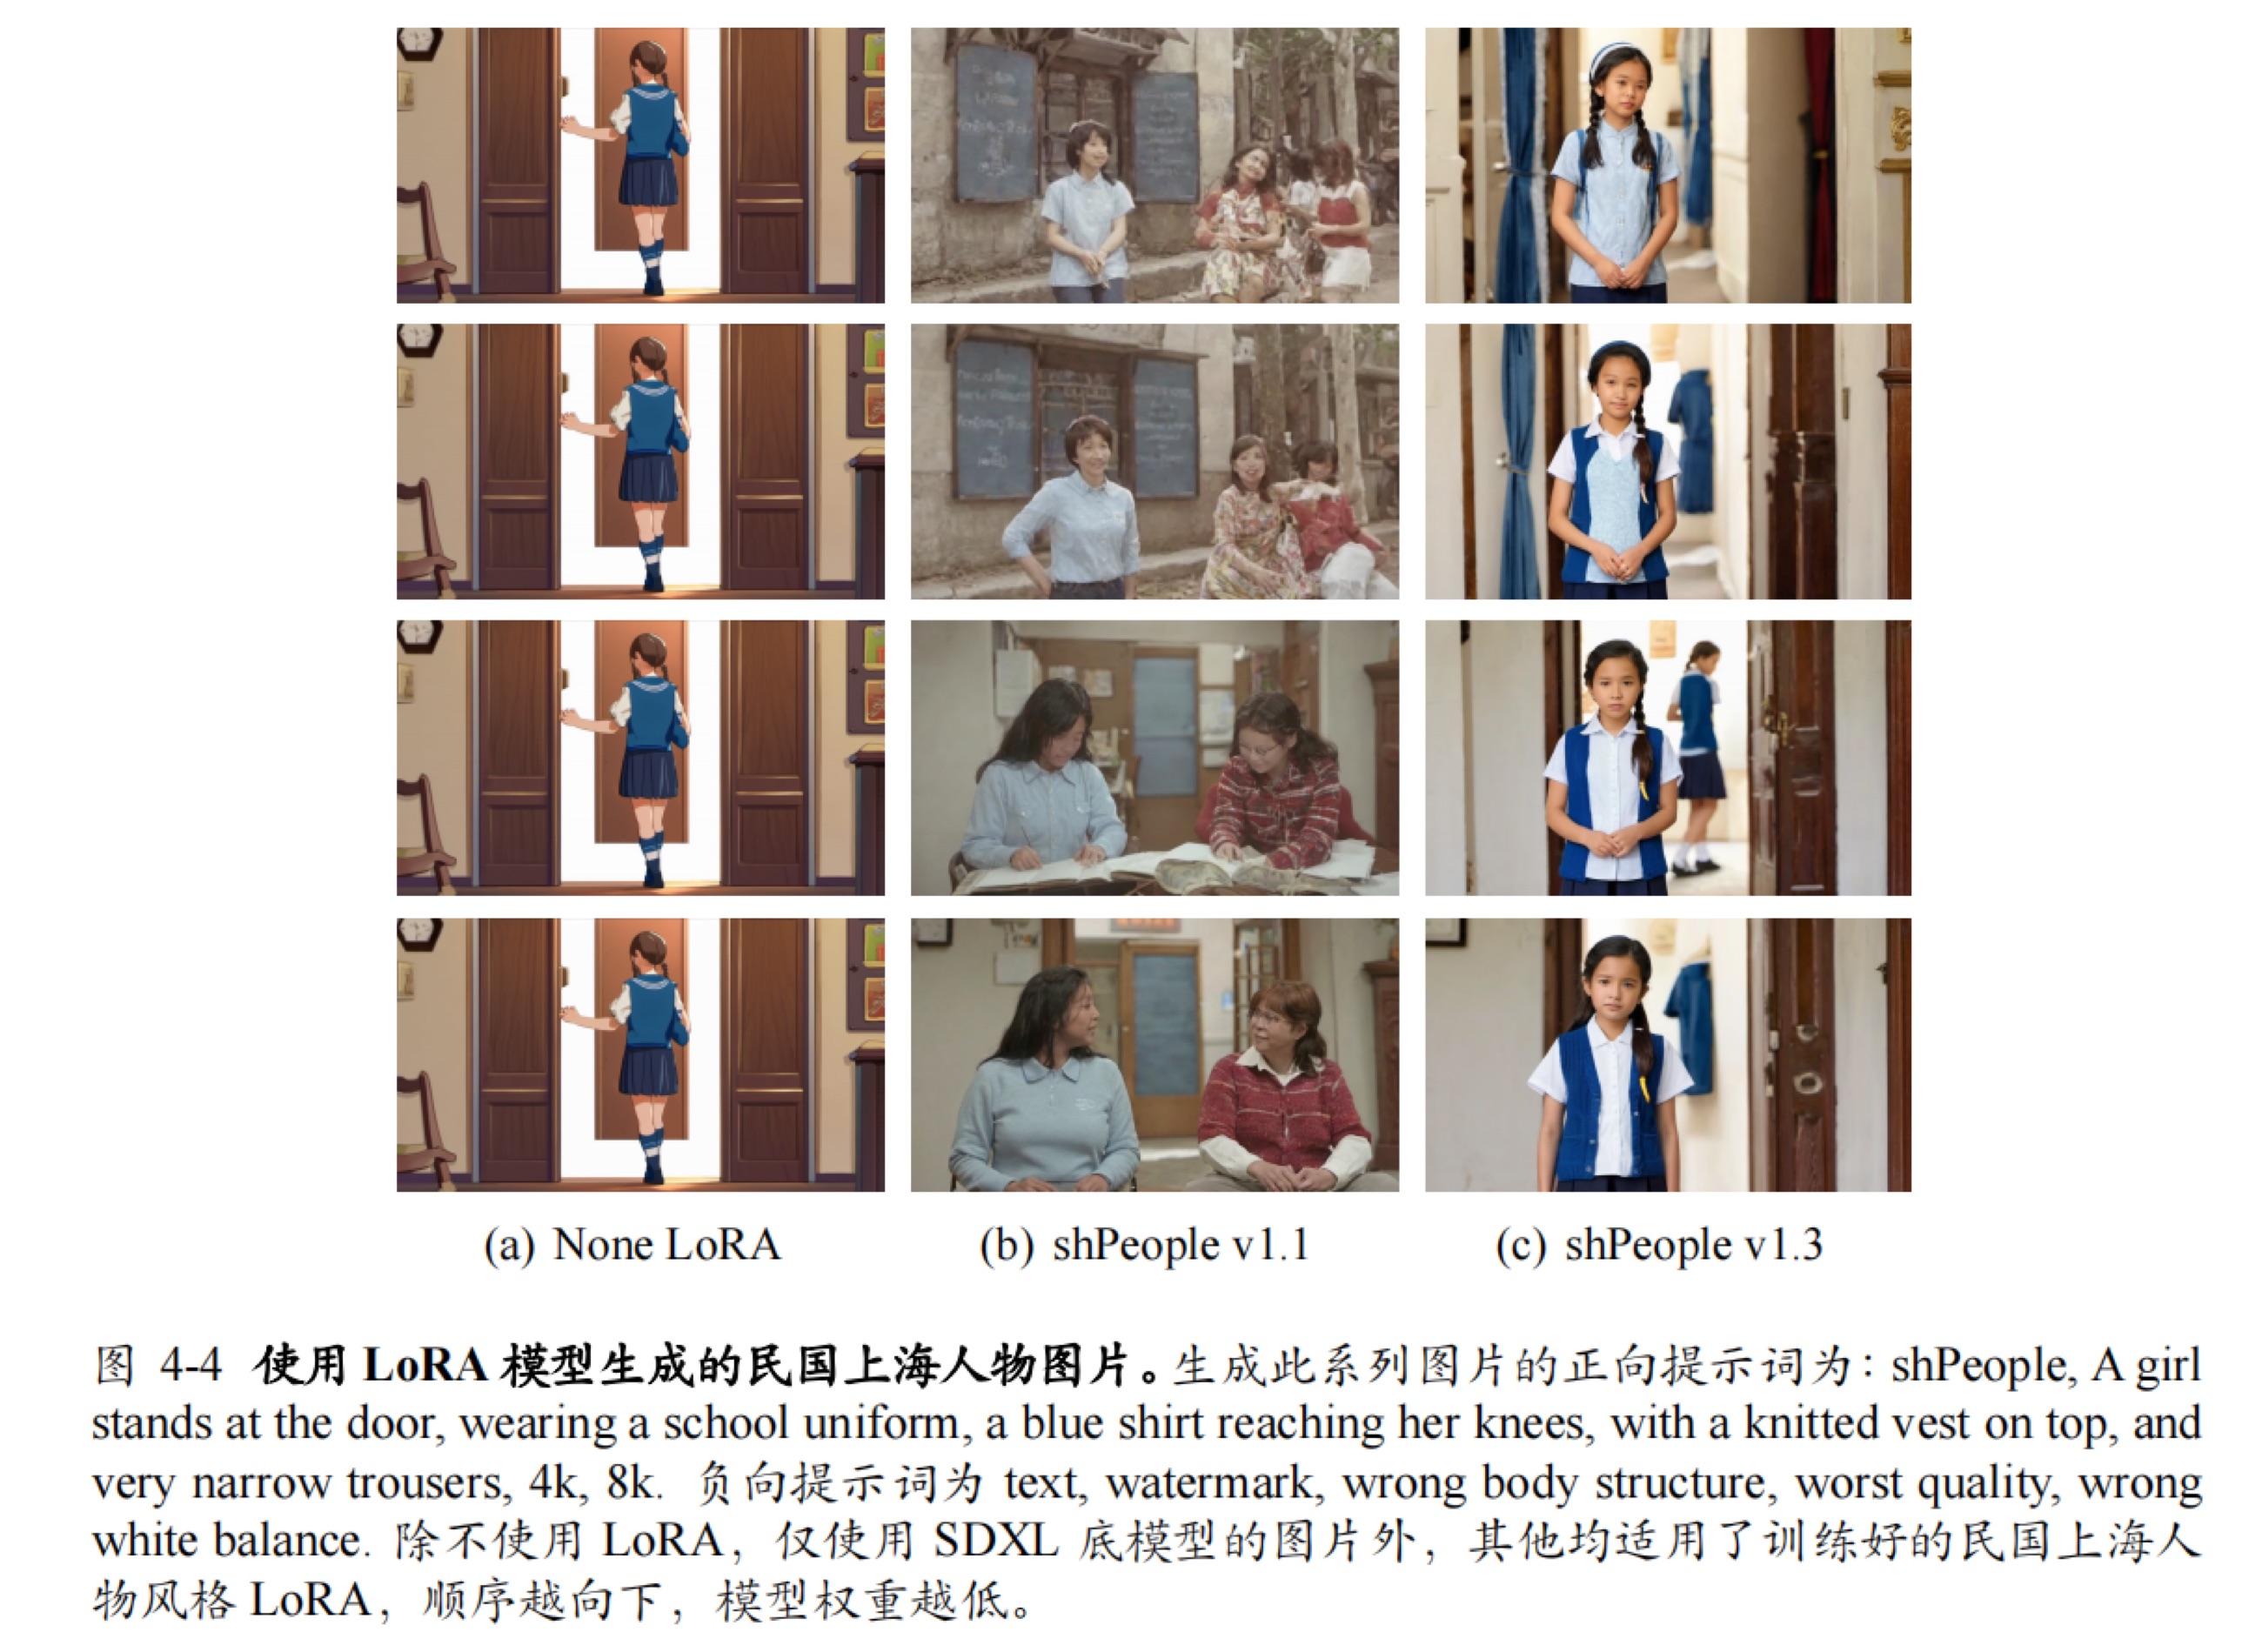 (a) None LoRA
(b) shPeople v1.1
(c) shPeople v1.3
图 4-4 使用 LoRA 模型生成的民国上海人物图片。生成此系列图片的正向提示词为：shPeople, A girl
stands at the door, wearing a school uniform, a blue shirt reaching her knees, with a knitted vest on top, and
very narrow trousers, 4k, 8k. 负向提示词为 text, watermark, wrong body structure, worst quality, wrong
white balance. 除不使用 LoRA，仅使用 SDXL 底模型的图片外，其他均适用了训练好的民国上海人
物风格 LoRA，顺序越向下，模型权重越低。